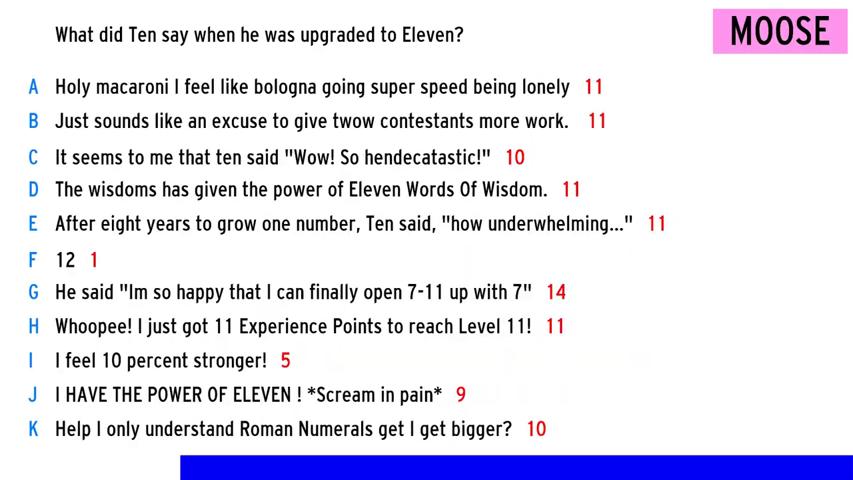 What did Ten say when he was upgraded to Eleven?
MOOSE
A Holy macaroni I feel like bologna going super speed being lonely 11
B Just sounds like an excuse to give twow contestants more work. 11
C It seems to me that ten said "Wow! So hendecatastic!" 10
D The wisdoms has given the power of Eleven Words Of Wisdom. 11
E After eight years to grow one number, Ten said, "how underwhelming..." 11
F 12 1
G He said "Im so happy that I can finally open 7-11 up with 7" 14
H Whoopee! I just got 11 Experience Points to reach Level 11! 11
I I feel 10 percent stronger! 5
J I HAVE THE POWER OF ELEVEN ! *Scream in pain* 9
K Help I only understand Roman Numerals get I get bigger? 10